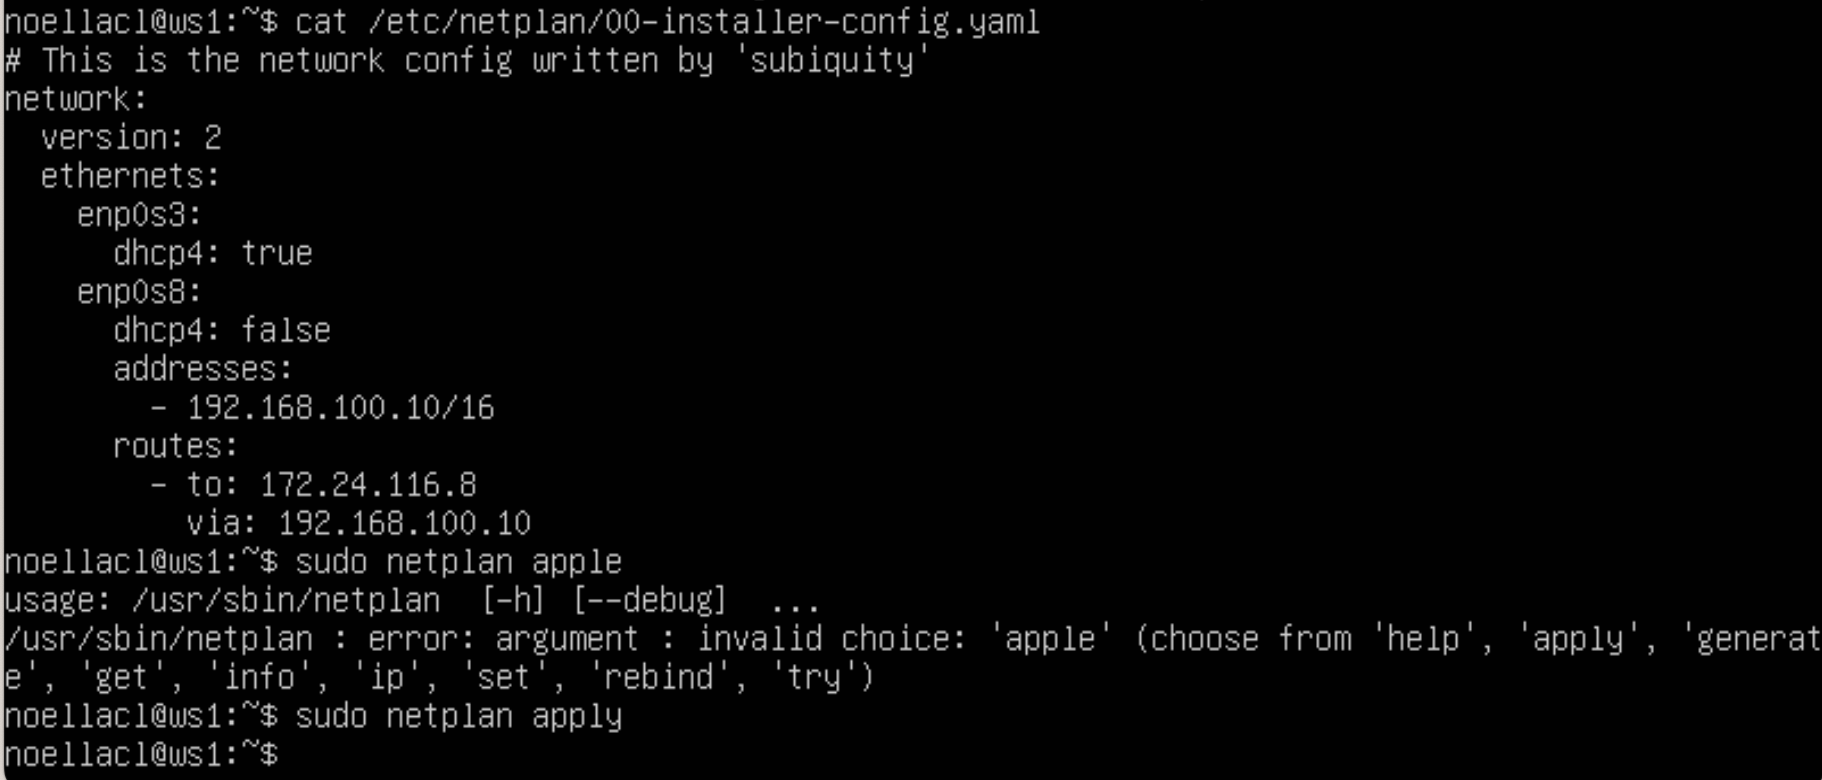 noellacl@ws1:~$ cat /etc/netplan/00-installer-config.yaml
# This is the network config written by 'subiquity'
network:
  version: 2
  ethernets:
    enp0s3:
      dhcp4: true
    enp0s8:
      dhcp4: false
      addresses:
        - 192.168.100.10/16
      routes:
        - to: 172.24.116.8
          via: 192.168.100.10
noellacl@ws1:~$ sudo netplan apple
usage: /usr/sbin/netplan  [-h] [--debug]  ...
/usr/sbin/netplan : error: argument : invalid choice: 'apple' (choose from 'help', 'apply', 'generat
e', 'get', 'info', 'ip', 'set', 'rebind', 'try')
noellacl@ws1:~$ sudo netplan apply
noellacl@ws1:~$